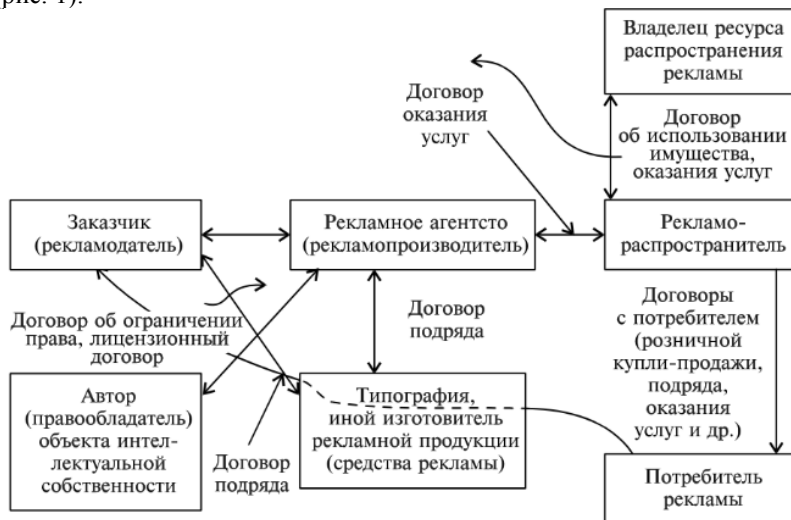 (рис. 1).
Владелец ресурса
распространения
рекламы
Договор
оказания
услуг
Договор
об использовании
имущества,
оказания услуг
Заказчик
(рекламодатель)
Рекламное агентсто
(рекламопроизводитель)
Рекламо-
распространитель
Договор об ограничении
права, лицензионный
договор
Договор
подряда
Договоры
с потребителем
(розничной
купли-продажи,
подряда,
оказания
услуг и др.)
Автор
(правообладатель)
объекта интел-
лектуальной
собственности
Договор
подряда
Типография,
иной изготовитель
рекламной продукции
(средства рекламы)
Потребитель
рекламы